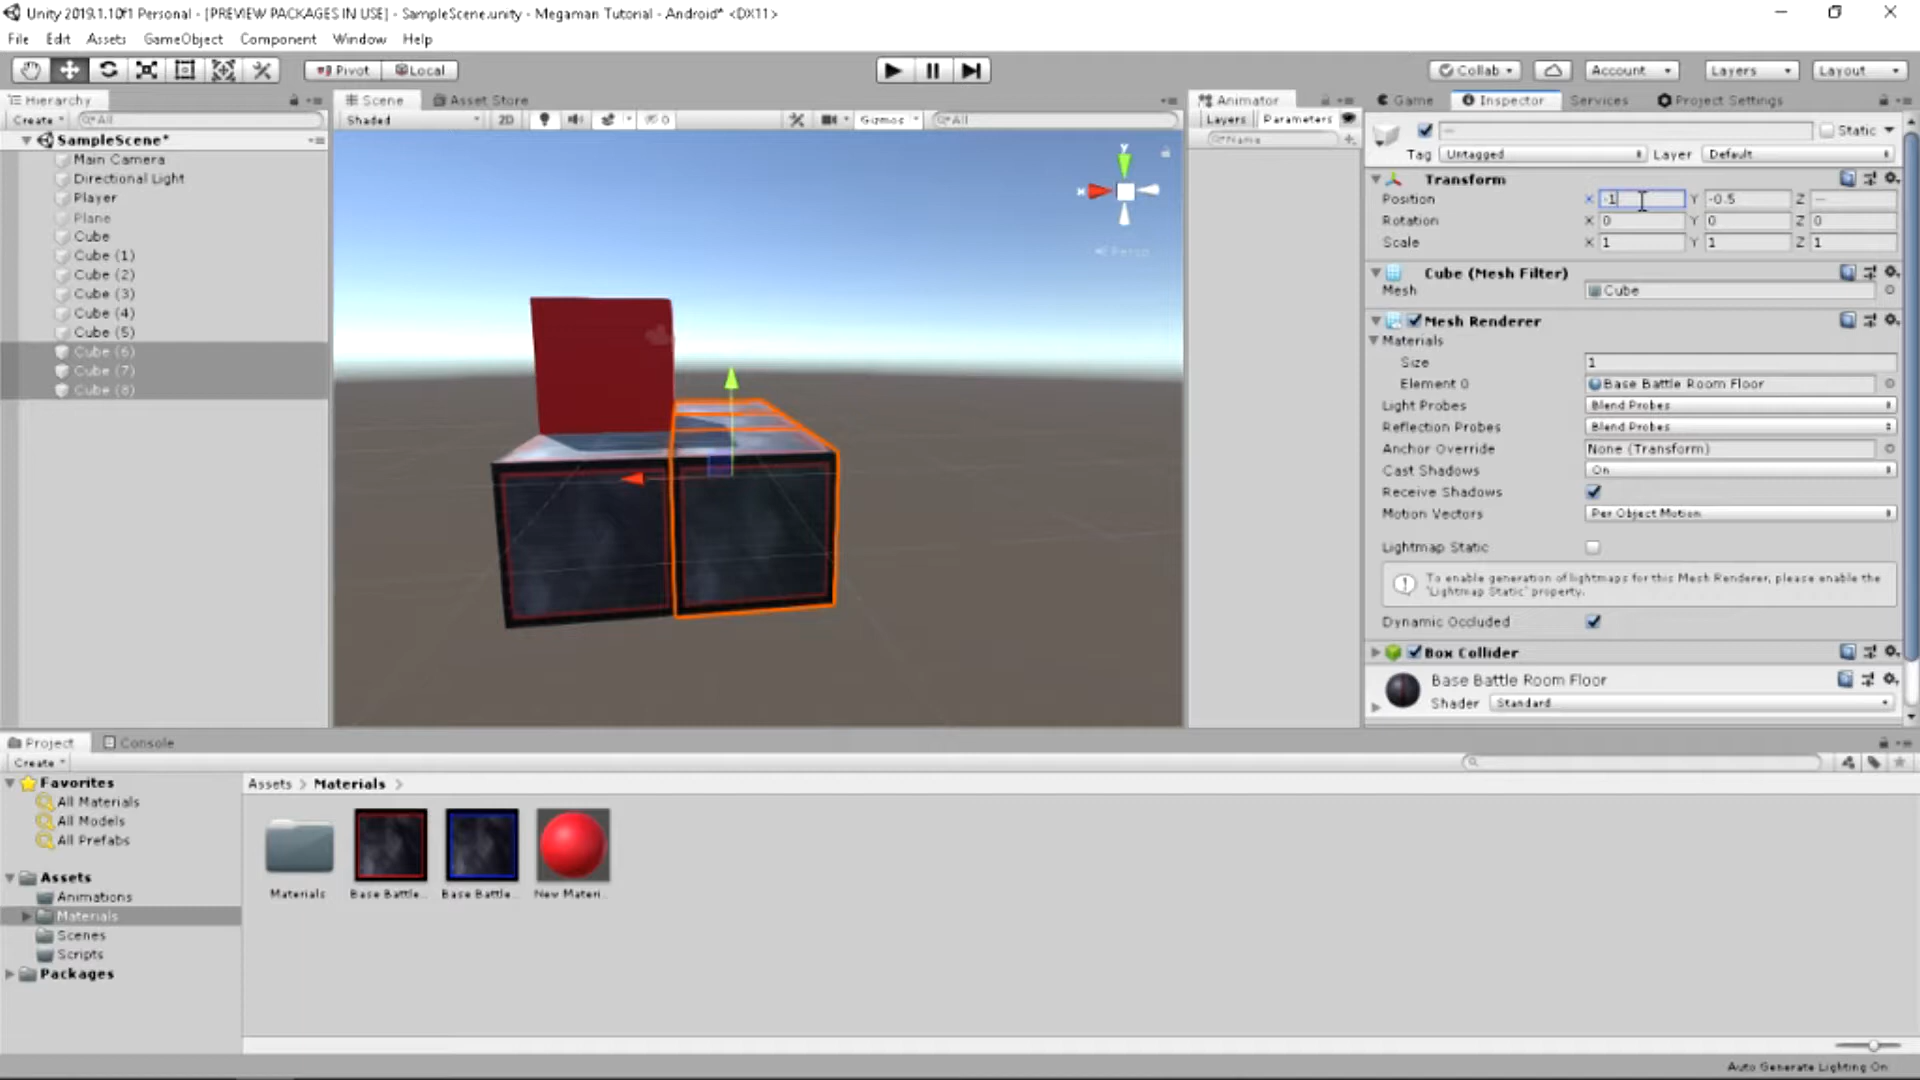 Unity 2019.1.10f1 Personal - [PREVIEW PACKAGES IN USE] - SampleScene.unity - Megaman Tutorial - Android* <DX11>
File Edit Assets GameObject Component Window Help
Pivot Local Collab Account Layers Layout
Hierarchy Scene Asset Store Animator Game Inspector Services Project Settings
Create All Shaded 2D 0 Gizmos All Layers Parameters
Name
SampleScene*
Main Camera
Directional Light
Player
Plane
Cube
Cube (1)
Cube (2)
Cube (3)
Cube (4)
Cube (5)
Cube (6)
Cube (7)
Cube (8)
y
x
Persp
Static
Tag Untagged Layer Default
Transform
Position X -1 Y -0.5 Z —
Rotation X 0 Y 0 Z 0
Scale X 1 Y 1 Z 1
Cube (Mesh Filter)
Mesh Cube
Mesh Renderer
Materials
Size 1
Element 0 Base Battle Room Floor
Light Probes Blend Probes
Reflection Probes Blend Probes
Anchor Override None (Transform)
Cast Shadows On
Receive Shadows
Motion Vectors Per Object Motion
Lightmap Static
To enable generation of lightmaps for this Mesh Renderer, please enable the
'Lightmap Static' property.
Dynamic Occluded
Box Collider
Base Battle Room Floor
Shader Standard
Project Console
Create
Favorites
All Materials
All Models
All Prefabs
Assets
Animations
Materials
Scenes
Scripts
Packages
Assets > Materials >
Materials Base Battle.. Base Battle.. New Materi..
Auto Generate Lighting On